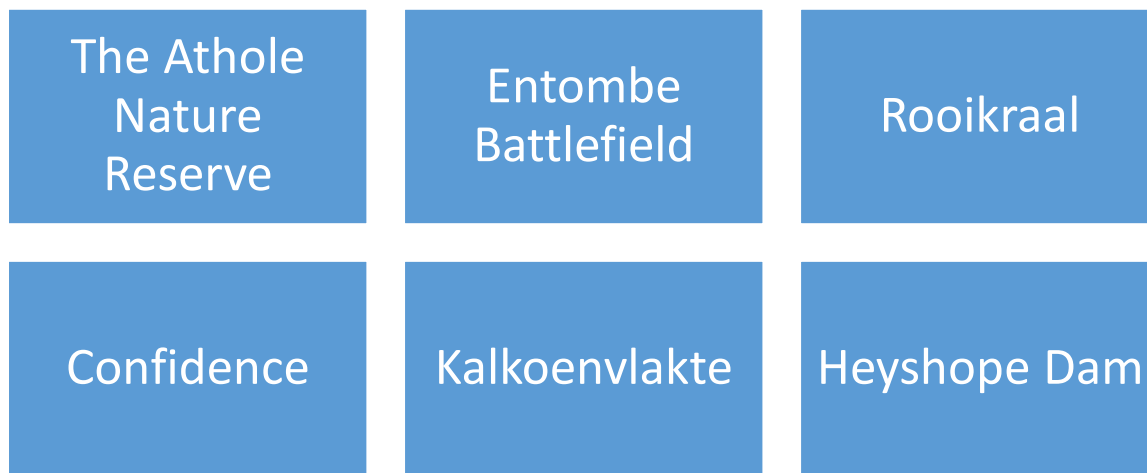 The Athole
Nature
Reserve
Entombe
Battlefield
Rooikraal
Confidence
Kalkoenvlakte
Heyshope Dam